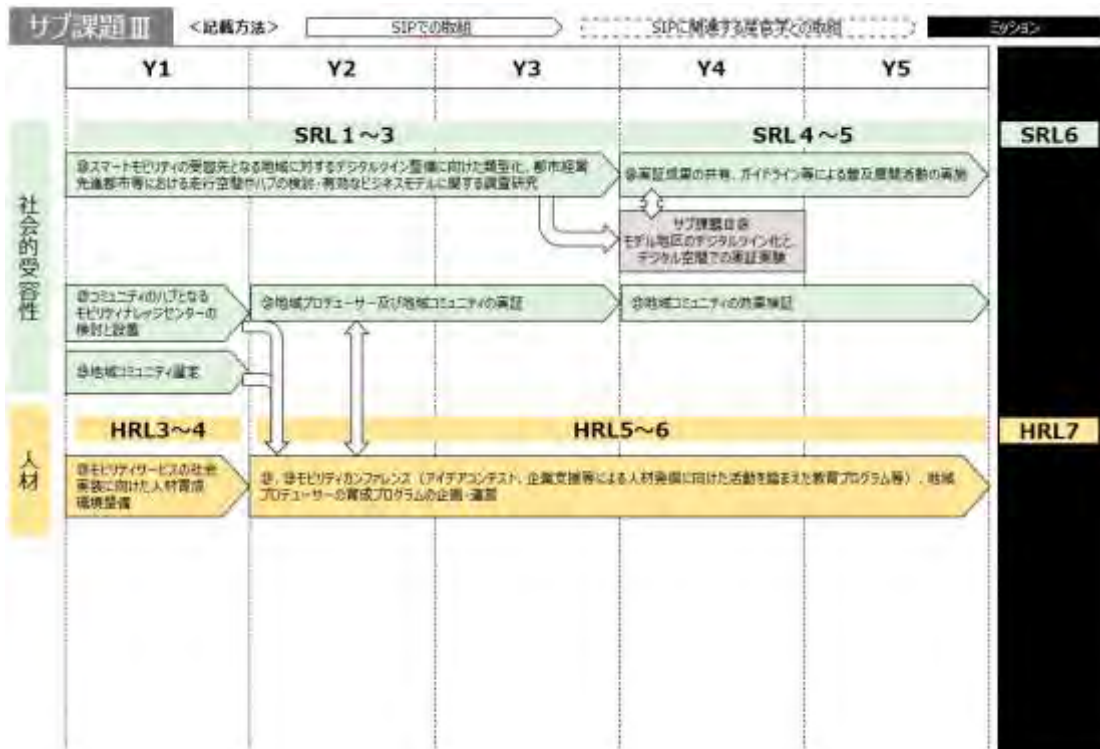 サブ課題Ⅲ
<記載方法>
SIPでの取組
SIPに関連する産官学との取組
ミッション
Y1
Y2
Y3
Y4
Y5
SRL1~3
SRL4~5
SRL6
スマートモビリティの受容先となる地域に対するデジタルツイン整備に向けた類型化、都市経営
先進都市等における走行空間やハブの検討・有効なビジネスモデルに関する調査研究
実証成果の共有、ガイドライン等による普及展開活動の実施
サブ課題Ⅱ
モデル地区のデジタルツイン化と、
デジタル空間での実証実験
社会的受容性
コミュニティのハブとなる
モビリティナレッジセンターの
検討と設置
地域プロデューサー及び地域コミュニティの実証
地域コミュニティの効果検証
地域コミュニティ選定
HRL3~4
HRL5~6
HRL7
人材
モビリティサービスの社会
実装に向けた人材育成
環境整備
モビリティカンファレンス(アイデアコンテスト、企業支援等による人材発掘に向けた活動を踏まえた教育プログラム等)、地域
プロデューサーの育成プログラムの企画・運営